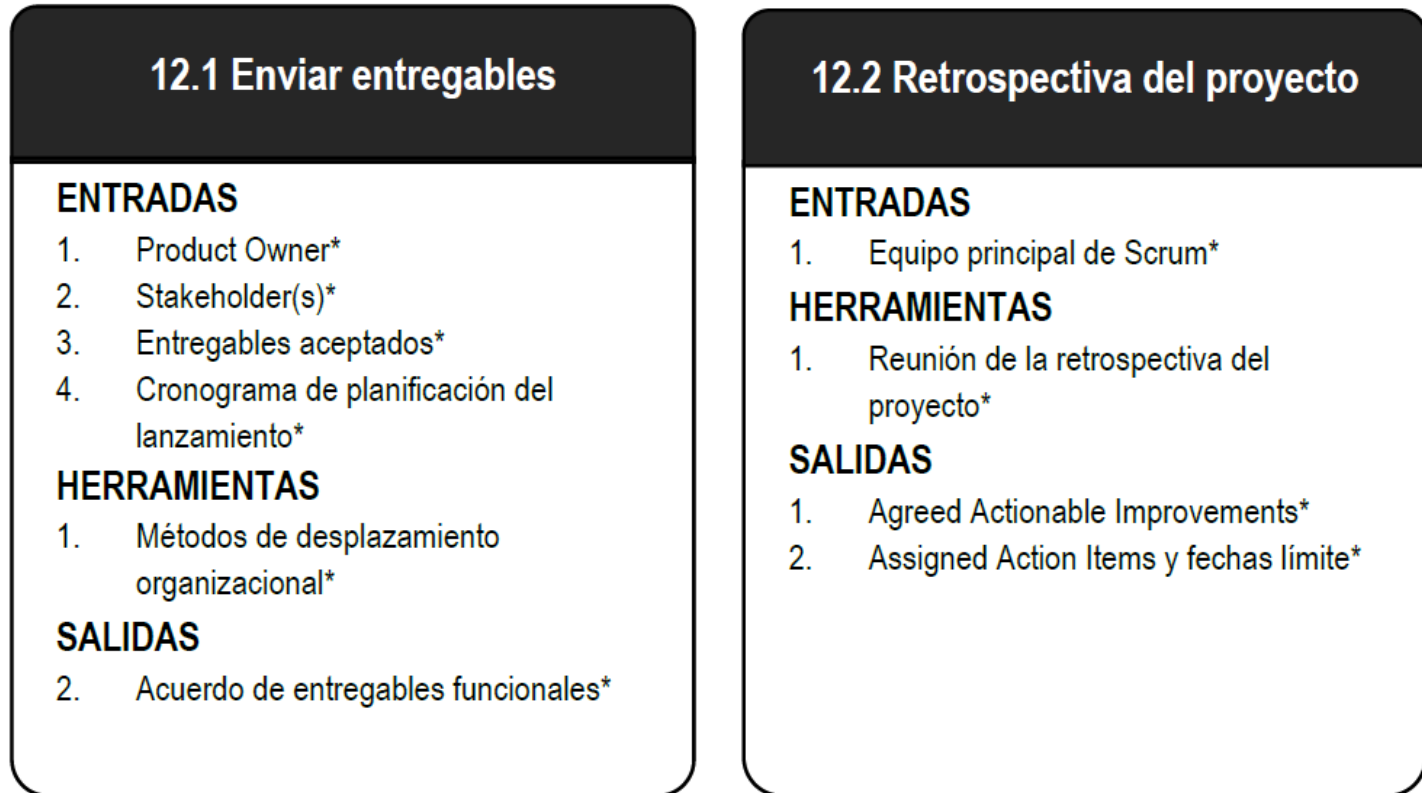 12.1 Enviar entregables
ENTRADAS
1. Product Owner*
2. Stakeholder(s)*
3. Entregables aceptados*
4. Cronograma de planificación del
lanzamiento*
HERRAMIENTAS
1. Métodos de desplazamiento
organizacional*
SALIDAS
2. Acuerdo de entregables funcionales*
12.2 Retrospectiva del proyecto
ENTRADAS
1. Equipo principal de Scrum*
HERRAMIENTAS
1. Reunión de la retrospectiva del
proyecto*
SALIDAS
1. Agreed Actionable Improvements*
2. Assigned Action Items y fechas límite*